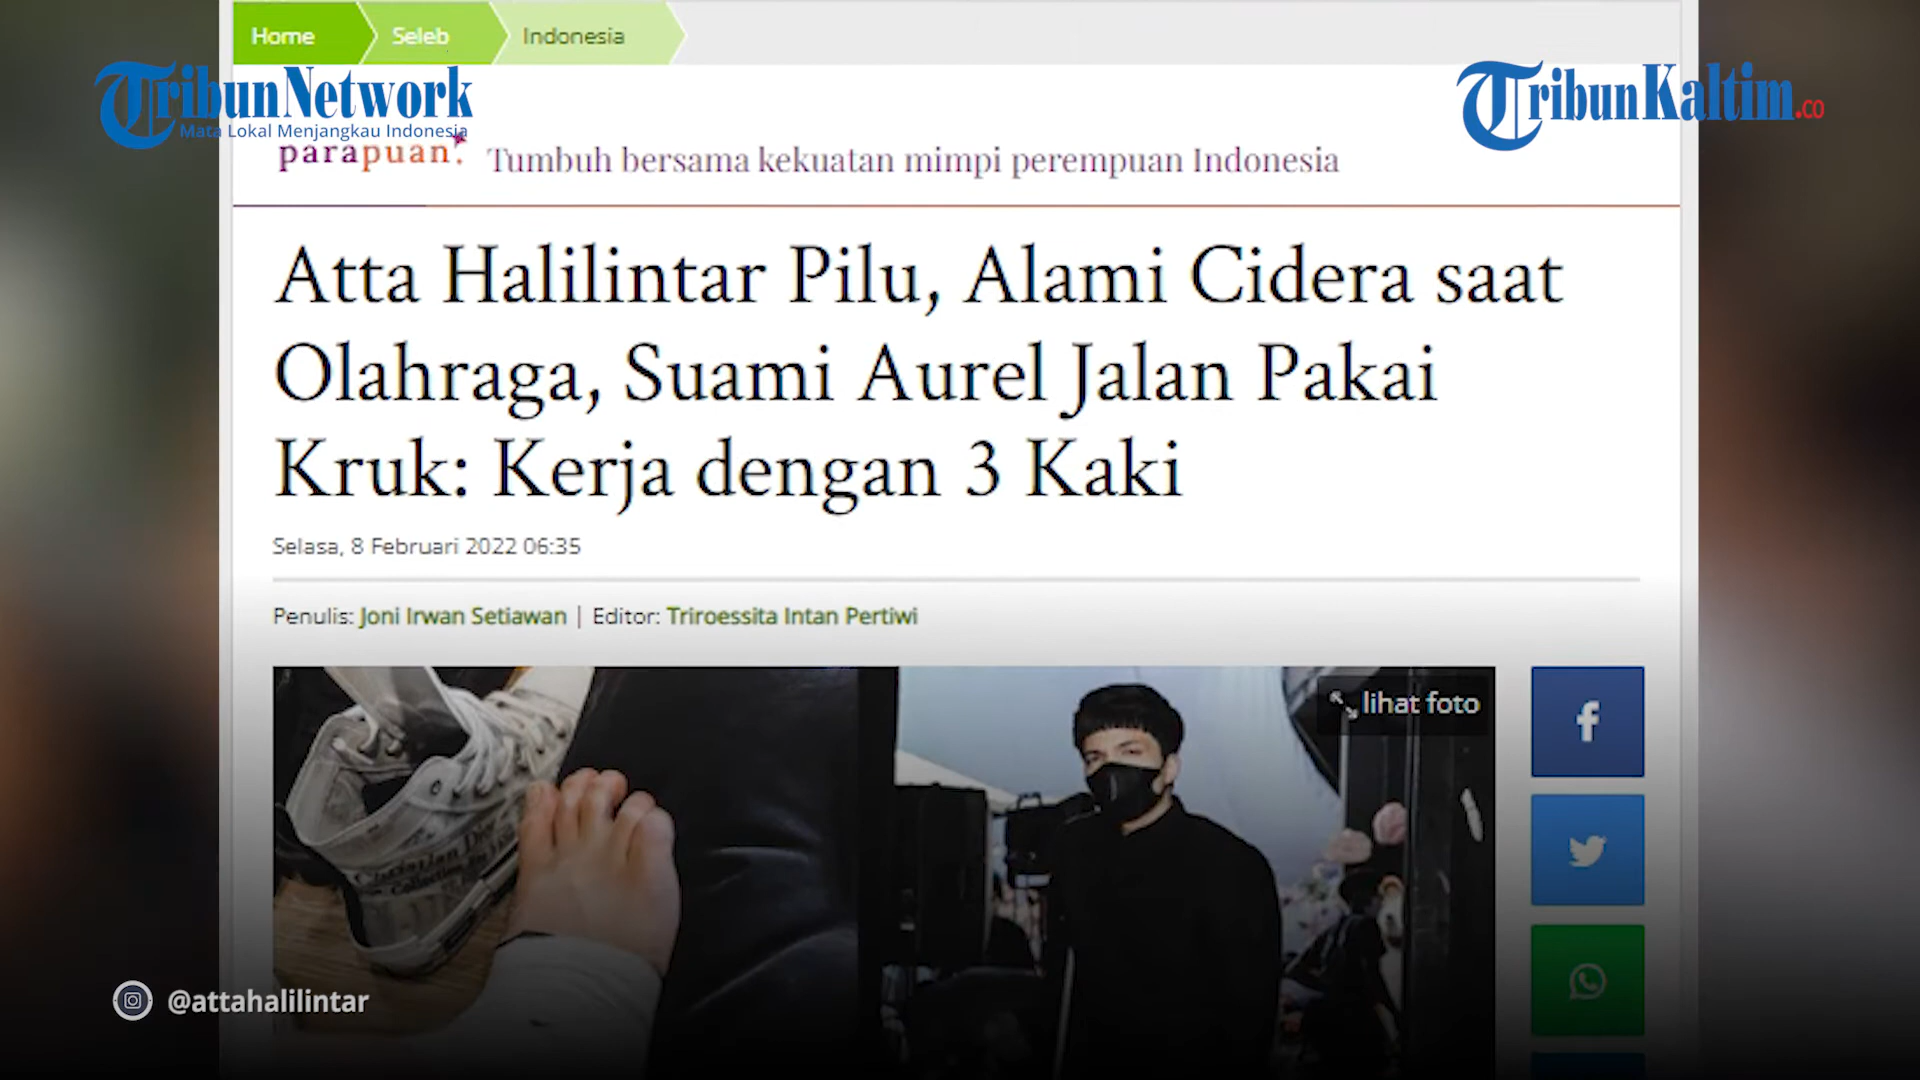 Home Seleb Indonesia
TribunNetwork
Mata Lokal Menjangkau Indonesia
TribunKaltim.co
parapuan. Tumbuh bersama kekuatan mimpi perempuan Indonesia
Atta Halilintar Pilu, Alami Cidera saat
Olahraga, Suami Aurel Jalan Pakai
Kruk: Kerja dengan 3 Kaki
Selasa, 8 Februari 2022 06:35
Penulis: Joni Irwan Setiawan | Editor: Triroessita Intan Pertiwi
lihat foto
Christian Dior
@attahalilintar